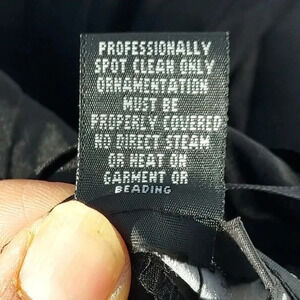 PROFESSIONALLY
SPOT CLEAN ONLY
ORNAMENTATION
MUST BE
PROPERLY COVERED
NO DIRECT STEAM
OR HEAT ON
GARMENT OR
BEADING